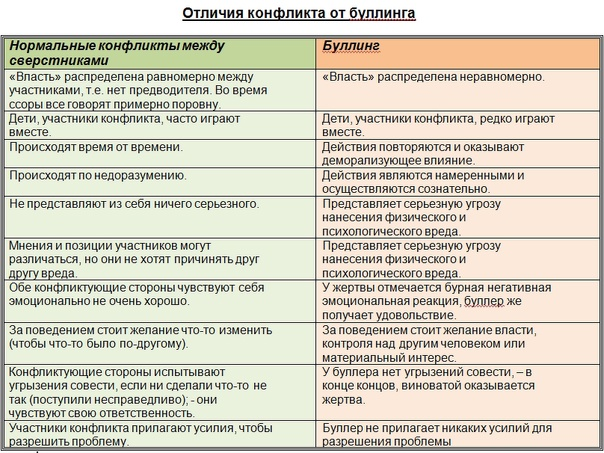 Отличия конфликта от буллинга
Нормальные конфликты между
сверстниками
Буллинг
«Власть» распределена равномерно между
участниками, т.е. нет предводителя. Во время
ссоры все говорят примерно поровну.
«Власть» распределена неравномерно.
Дети, участники конфликта, часто играют
вместе.
Дети, участники конфликта, редко играют
вместе.
Происходят время от времени.
Действия повторяются и оказывают
деморализующее влияние.
Происходят по недоразумению.
Действия являются намеренными и
осуществляются сознательно.
Не представляют из себя ничего серьезного.
Представляет серьезную угрозу
нанесения физического и
психологического вреда.
Мнения и позиции участников могут
различаться, но они не хотят причинять друг
другу вреда.
Представляет серьезную угрозу
нанесения физического и
психологического вреда.
Обе конфликтующие стороны чувствуют себя
эмоционально не очень хорошо.
У жертвы отмечается бурная негативная
эмоциональная реакция, буллер же
получает удовольствие.
За поведением стоит желание что-то изменить
(чтобы что-то было по-другому).
За поведением стоит желание власти,
контроля над другим человеком или
материальный интерес.
Конфликтующие стороны испытывают
угрызения совести, если ни сделали что-то не
так (поступили несправедливо); - они
чувствуют свою ответственность.
У буллера нет угрызений совести, – в
конце концов, виноватой оказывается
жертва.
Участники конфликта прилагают усилия, чтобы
разрешить проблему.
Буллер не прилагает никаких усилий для
разрешения проблемы